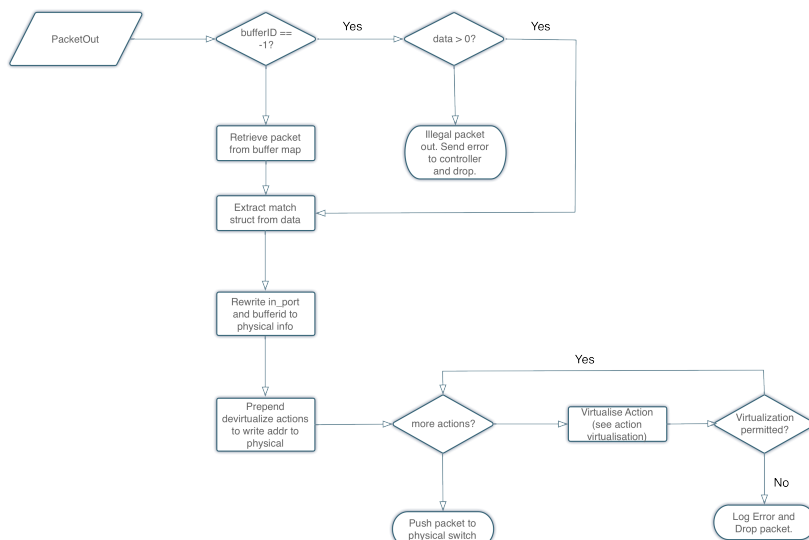 PacketOut
bufferID ==
-1?
Yes
data > 0?
Yes
Retrieve packet
from buffer map
Illegal packet
out. Send error
to controller
and drop.
Extract match
struct from data
Rewrite in_port
and bufferid to
physical info
Yes
Prepend
devirtualize actions
to write addr to
physical
more actions?
Virtualise Action
(see action
virtualisation)
Virtualization
permitted?
No
Push packet to
physical switch
Log Error and
Drop packet.